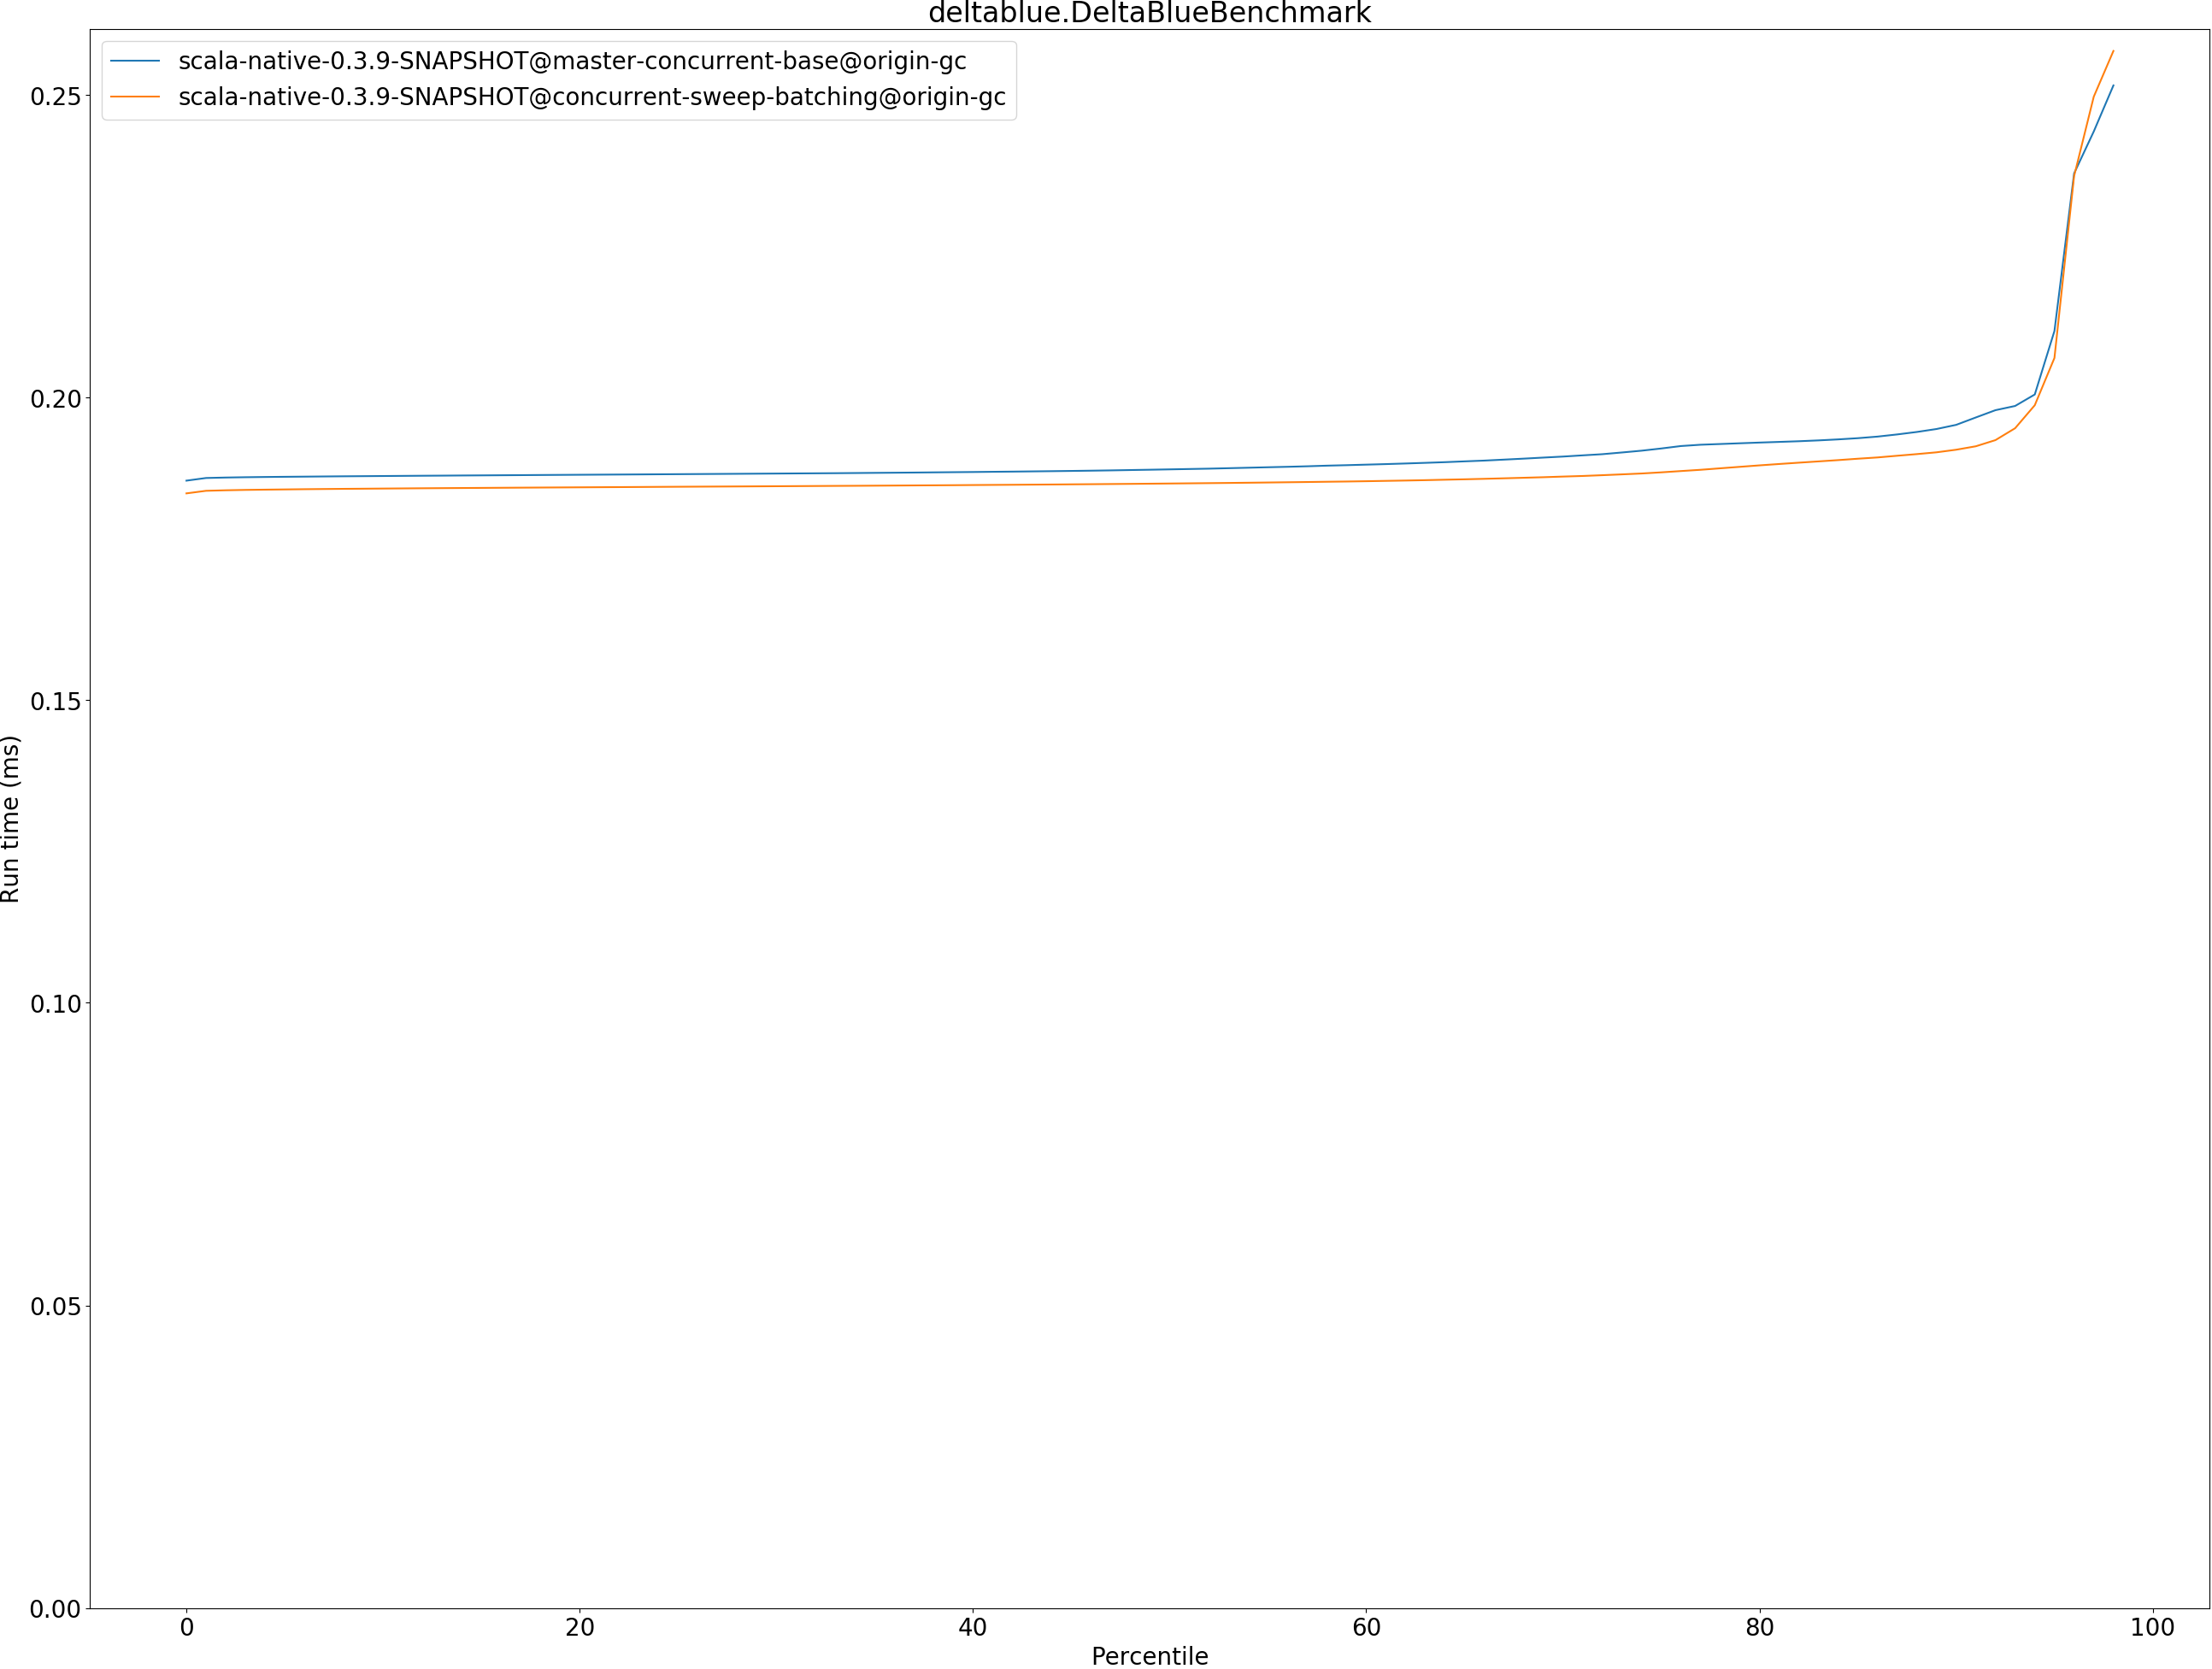 deltablue.DeltaBlueBenchmark
scala-native-0.3.9-SNAPSHOT@master-concurrent-base@origin-gc
scala-native-0.3.9-SNAPSHOT@concurrent-sweep-batching@origin-gc
0.25
0.20
0.15
0.10
0.05
0.00
Run time (ms)
0 20 40 60 80 100
Percentile